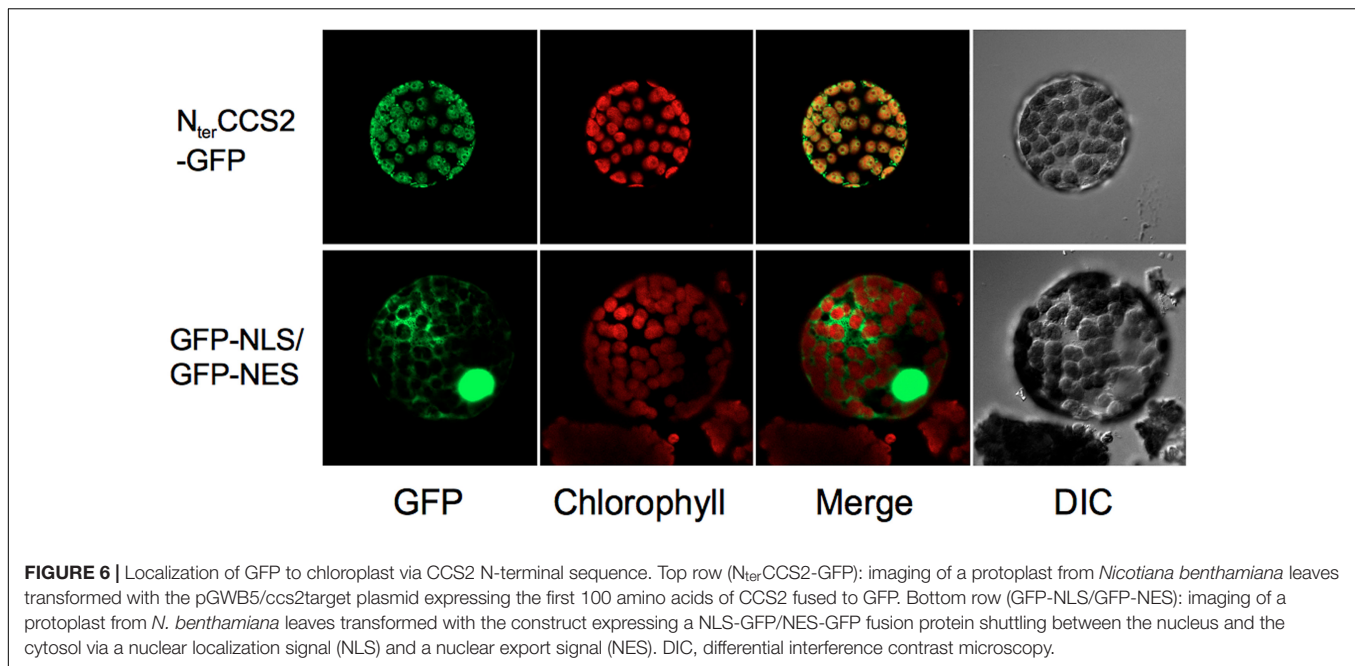 N_terCCS2
-GFP
GFP-NLS/
GFP-NES
GFP Chlorophyll Merge DIC
FIGURE 6 | Localization of GFP to chloroplast via CCS2 N-terminal sequence. Top row (N_terCCS2-GFP): imaging of a protoplast from Nicotiana benthamiana leaves
transformed with the pGWB5/ccs2target plasmid expressing the first 100 amino acids of CCS2 fused to GFP. Bottom row (GFP-NLS/GFP-NES): imaging of a
protoplast from N. benthamiana leaves transformed with the construct expressing a NLS-GFP/NES-GFP fusion protein shuttling between the nucleus and the
cytosol via a nuclear localization signal (NLS) and a nuclear export signal (NES). DIC, differential interference contrast microscopy.